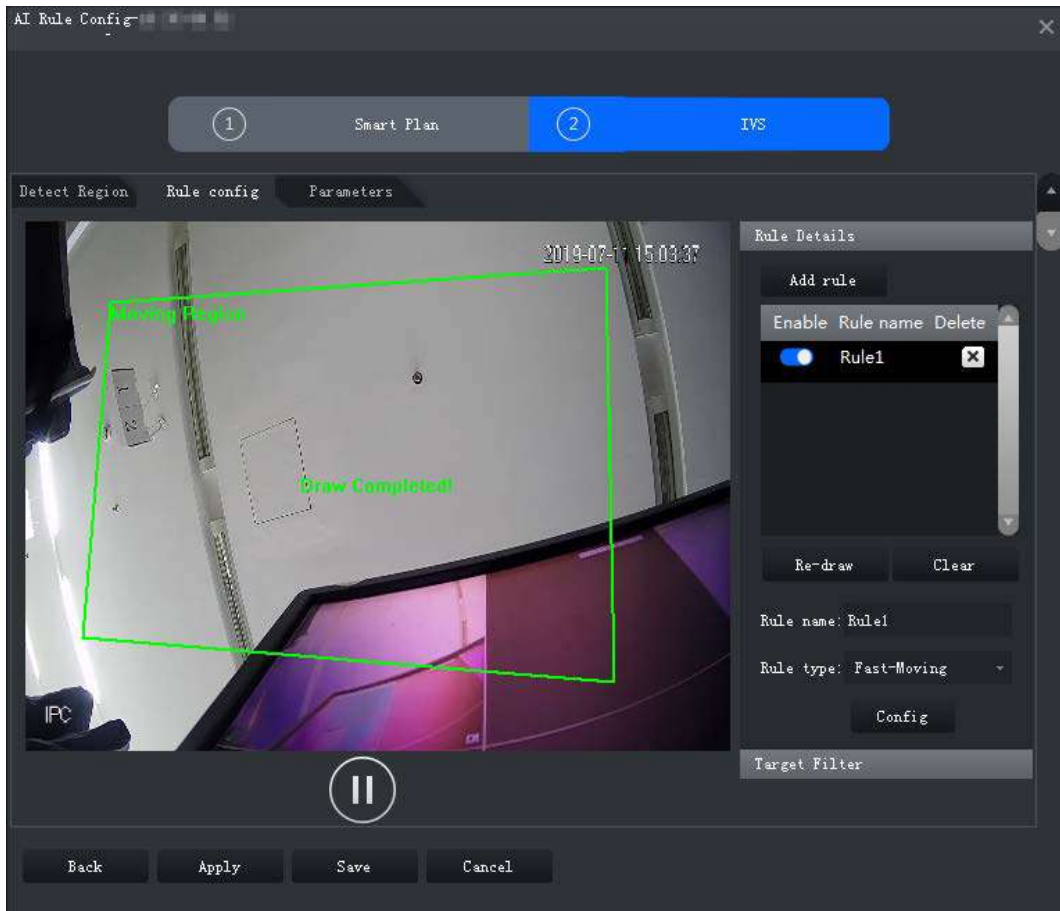 AI Rule Config-
1 Smart Plan 2 IVS
Detect Region Rule config Parameters
2019-07-11 15:03:37
Moving Region
Draw Completed!
IPC
Rule Details
Add rule
Enable Rule name Delete
Rule1
Re-draw Clear
Rule name: Rule1
Rule type: Fast-Moving
Config
Target Filter
Back Apply Save Cancel